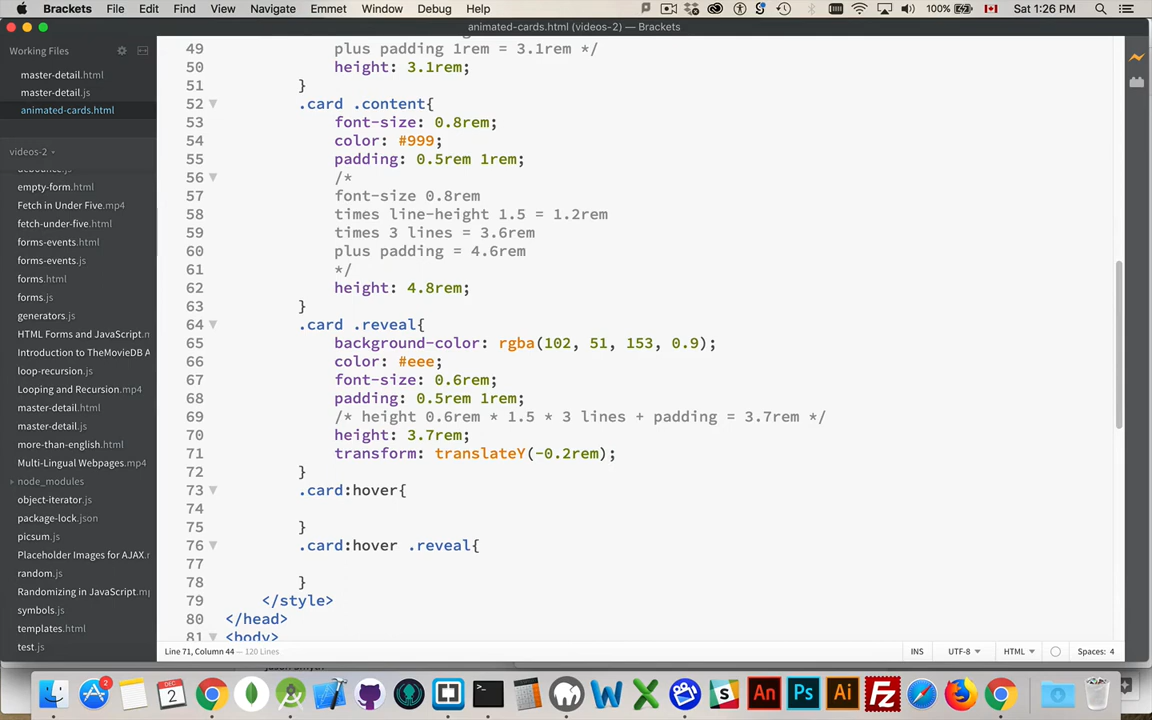 Brackets File Edit Find View Navigate Emmet Window Debug Help 100% Sat 1:26 PM
animated-cards.html (videos-2) — Brackets
Working Files
master-detail.html
master-detail.js
animated-cards.html
videos-2
debounce.js
empty-form.html
Fetch in Under Five.mp4
fetch-under-five.html
forms-events.html
forms-events.js
forms.html
forms.js
generators.js
HTML Forms and JavaScript.m
Introduction to TheMovieDB A
loop-recursion.js
Looping and Recursion.mp4
master-detail.html
master-detail.js
more-than-english.html
Multi-Lingual Webpages.mp4
node_modules
object-iterator.js
package-lock.json
picsum.js
Placeholder Images for AJAX.m
random.js
Randomizing in JavaScript.mp
symbols.js
templates.html
test.js
49 plus padding 1rem = 3.1rem */
50 height: 3.1rem;
51 }
52 .card .content{
53 font-size: 0.8rem;
54 color: #999;
55 padding: 0.5rem 1rem;
56 /*
57 font-size 0.8rem
58 times line-height 1.5 = 1.2rem
59 times 3 lines = 3.6rem
60 plus padding = 4.6rem
61 */
62 height: 4.8rem;
63 }
64 .card .reveal{
65 background-color: rgba(102, 51, 153, 0.9);
66 color: #eee;
67 font-size: 0.6rem;
68 padding: 0.5rem 1rem;
69 /* height 0.6rem * 1.5 * 3 lines + padding = 3.7rem */
70 height: 3.7rem;
71 transform: translateY(-0.2rem);
72 }
73 .card:hover{
74
75 }
76 .card:hover .reveal{
77
78 }
79 </style>
80 </head>
81 <body>
Line 71, Column 44 — 120 Lines
INS UTF-8 HTML Spaces: 4
DEC 2
2
An Ps Ai Fz